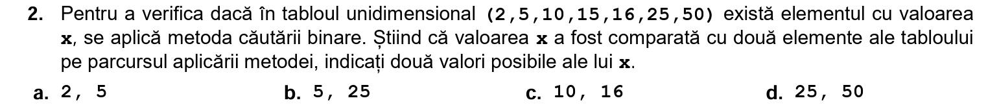 2. Pentru a verifica dacă în tabloul unidimensional (2,5,10,15,16,25,50) există elementul cu valoarea
x, se aplică metoda căutării binare. Știind că valoarea x a fost comparată cu două elemente ale tabloului
pe parcursul aplicării metodei, indicați două valori posibile ale lui x.
a. 2, 5 b. 5, 25 c. 10, 16 d. 25, 50